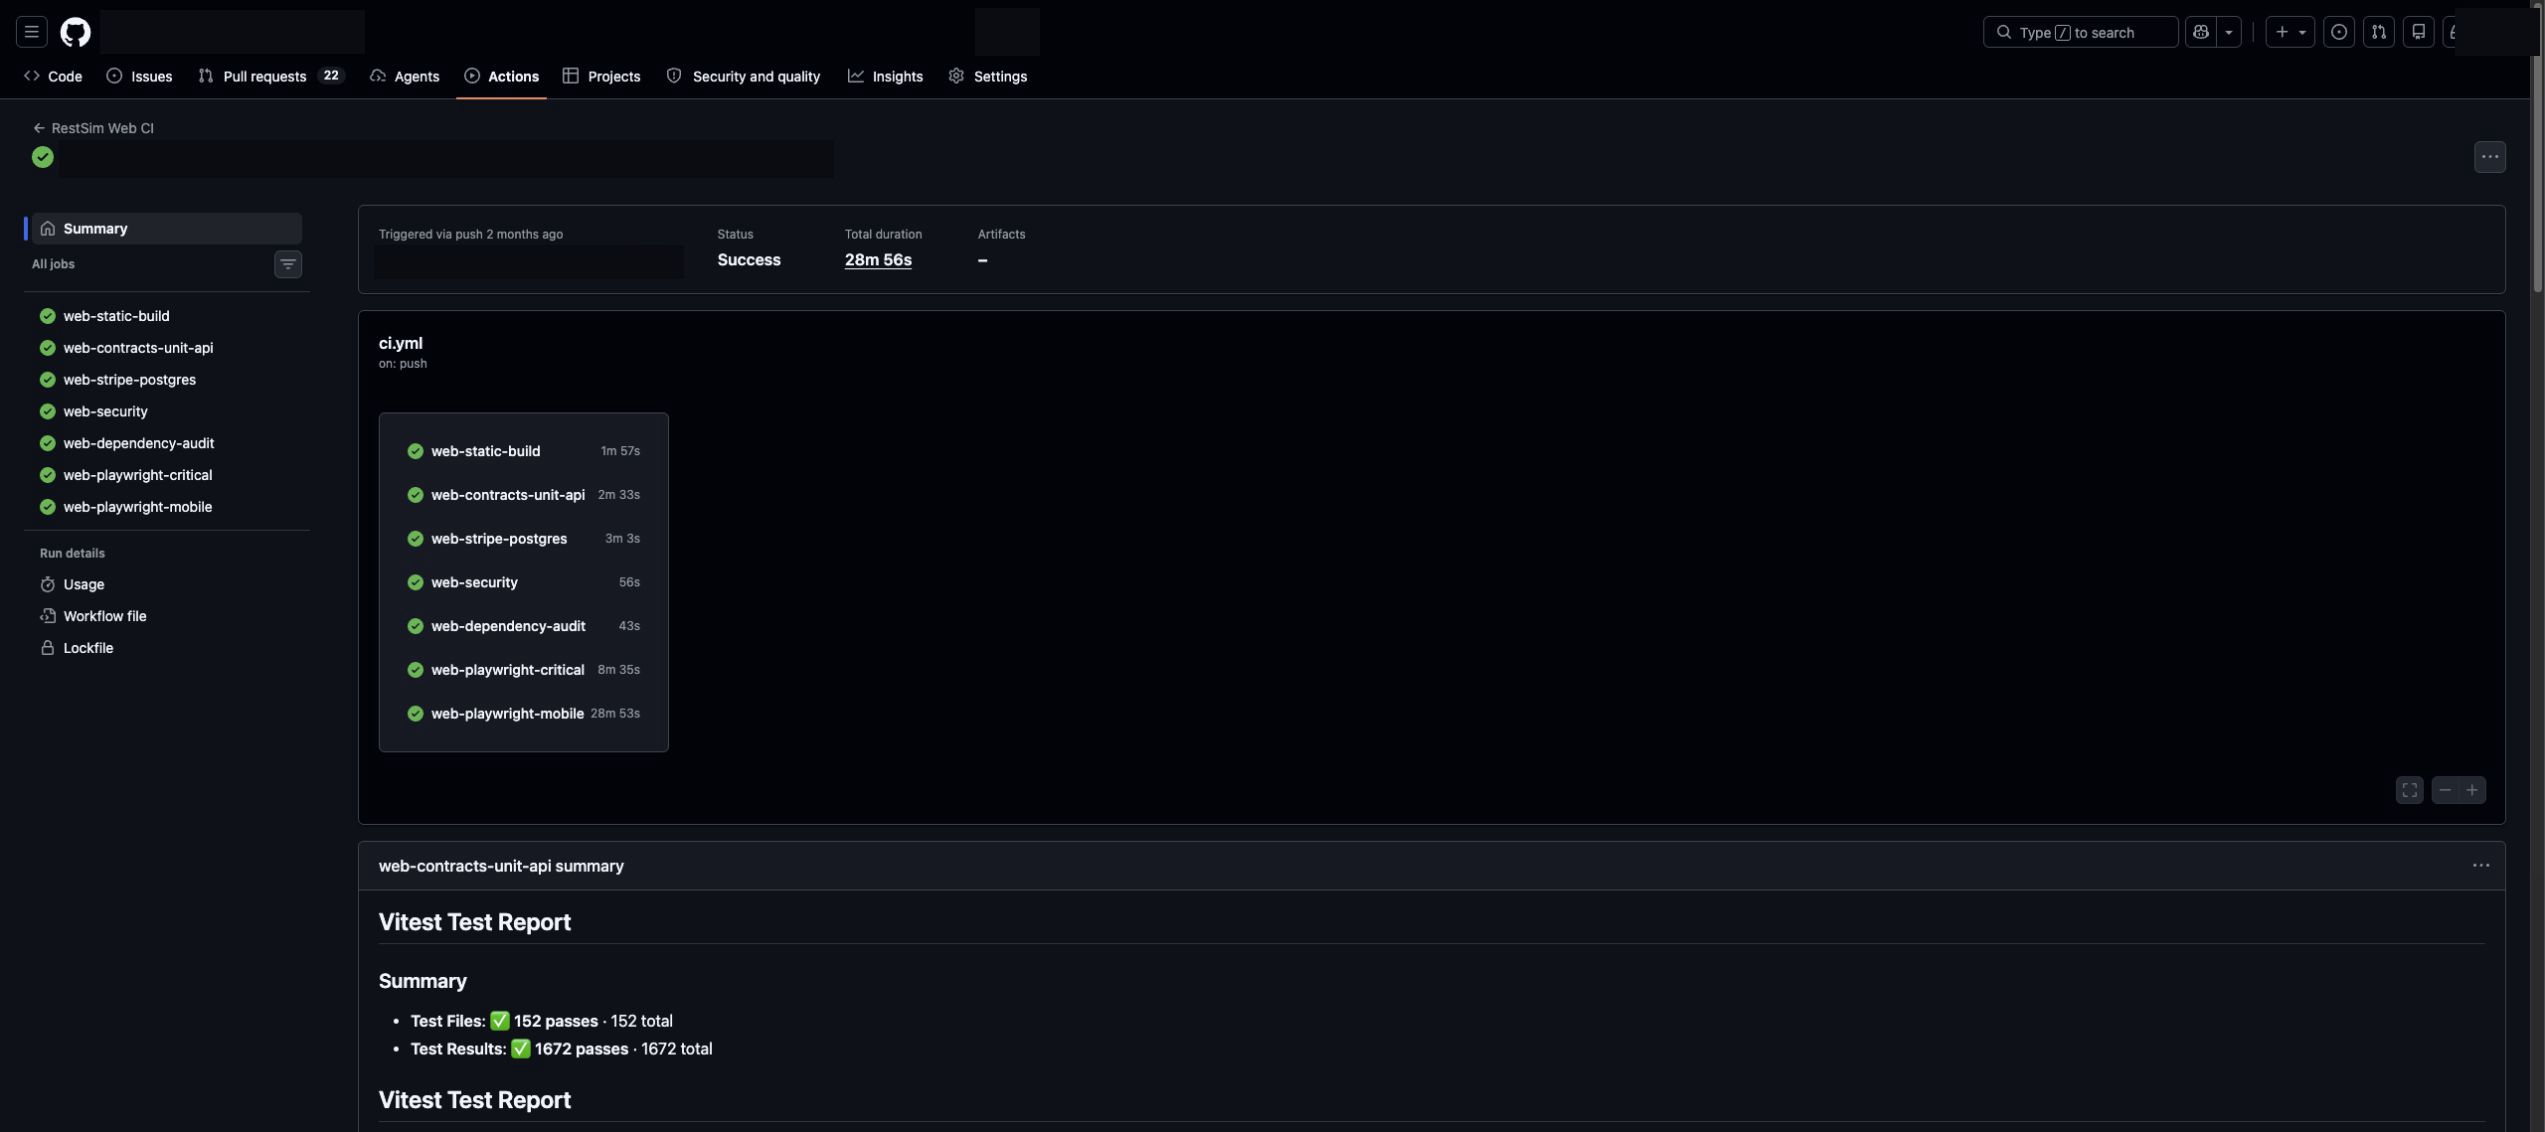 Type / to search
Code
Issues
Pull requests 22
Agents
Actions
Projects
Security and quality
Insights
Settings
RestSim Web CI
Summary
All jobs
web-static-build
web-contracts-unit-api
web-stripe-postgres
web-security
web-dependency-audit
web-playwright-critical
web-playwright-mobile
Run details
Usage
Workflow file
Lockfile
Triggered via push 2 months ago
Status
Success
Total duration
28m 56s
Artifacts
–
ci.yml
on: push
web-static-build 1m 57s
web-contracts-unit-api 2m 33s
web-stripe-postgres 3m 3s
web-security 56s
web-dependency-audit 43s
web-playwright-critical 8m 35s
web-playwright-mobile 28m 53s
web-contracts-unit-api summary
Vitest Test Report
Summary
• Test Files: ✅ 152 passes · 152 total
• Test Results: ✅ 1672 passes · 1672 total
Vitest Test Report